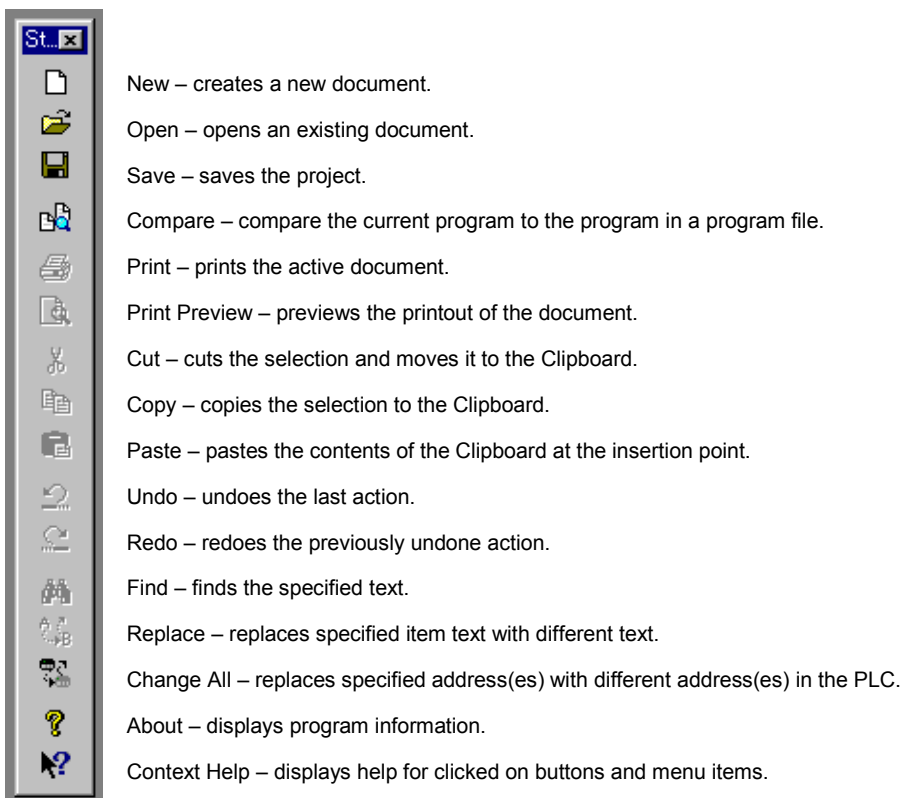 St...
New – creates a new document.
Open – opens an existing document.
Save – saves the project.
Compare – compare the current program to the program in a program file.
Print – prints the active document.
Print Preview – previews the printout of the document.
Cut – cuts the selection and moves it to the Clipboard.
Copy – copies the selection to the Clipboard.
Paste – pastes the contents of the Clipboard at the insertion point.
Undo – undoes the last action.
Redo – redoes the previously undone action.
Find – finds the specified text.
Replace – replaces specified item text with different text.
Change All – replaces specified address(es) with different address(es) in the PLC.
About – displays program information.
Context Help – displays help for clicked on buttons and menu items.